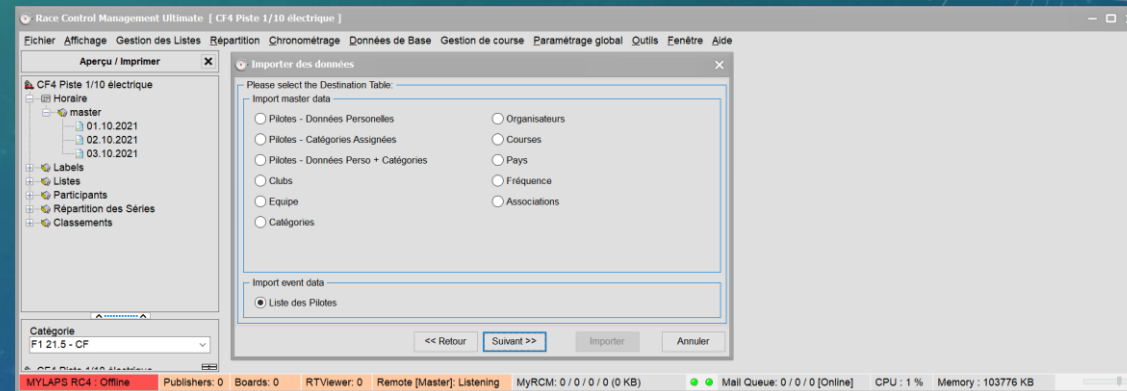 Race Control Management Ultimate [ CF4 Piste 1/10 électrique ]
Fichier Affichage Gestion des Listes Répartition Chronométrage Données de Base Gestion de course Paramétrage global Outils Fenêtre Aide
Aperçu / Imprimer
CF4 Piste 1/10 électrique
Horaire
master
01.10.2021
02.10.2021
03.10.2021
Labels
Listes
Participants
Répartition des Séries
Classements
Catégorie
F1 21.5 - CF
CF4 Piste 1/10 électrique
Importer des données
Please select the Destination Table:
Import master data
Pilotes - Données Personelles
Organisateurs
Pilotes - Catégories Assignées
Courses
Pilotes - Données Perso + Catégories
Pays
Clubs
Fréquence
Equipe
Associations
Catégories
Import event data
Liste des Pilotes
<< Retour Suivant >> Importer Annuler
MYLAPS RC4 : Offline Publishers: 0 Boards: 0 RTViewer: 0 Remote [Master]: Listening MyRCM: 0 / 0 / 0 / 0 (0 KB) Mail Queue: 0 / 0 / 0 [Online] CPU : 1 % Memory : 103776 KB